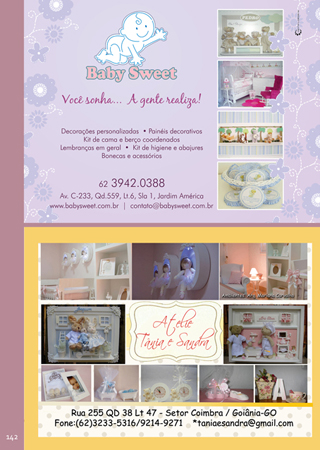 Baby Sweet
Você sonha... A gente realiza!
Decorações personalizadas • Painéis decorativos
Kit de cama e berço coordenados
Lembranças em geral • Kit de higiene e abajures
Bonecas e acessórios
62 3942.0388
Av. C-233, Qd.559, Lt.6, Sla 1, Jardim América
www.babysweet.com.br | contato@babysweet.com.br
Atelie
Tânia e Sandra
Rua 255 QD 38 Lt 47 - Setor Coimbra / Goiânia-GO
Fone:(62)3233-5316/9214-9271 *taniaesandra@gmail.com
142